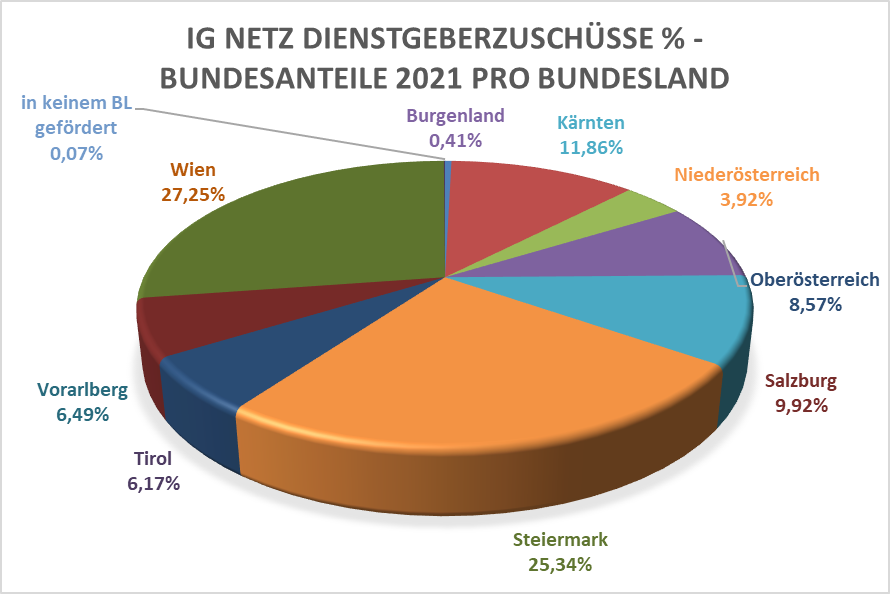 IG NETZ DIENSTGEBERZUSCHÜSSE % -
BUNDESANTEILE 2021 PRO BUNDESLAND
in keinem BL
gefördert
0,07%
Burgenland
0,41%
Kärnten
11,86%
Niederösterreich
3,92%
Oberösterreich
8,57%
Salzburg
9,92%
Steiermark
25,34%
Tirol
6,17%
Vorarlberg
6,49%
Wien
27,25%